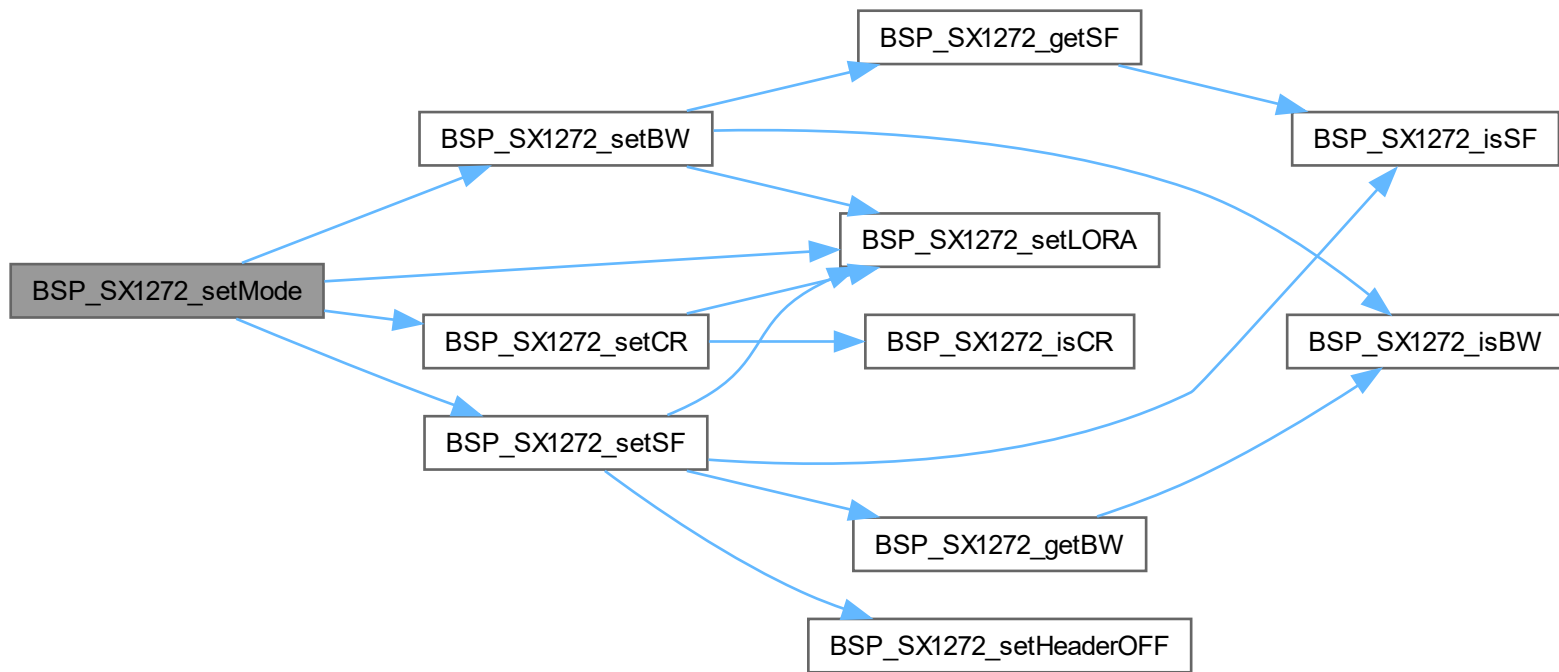 BSP_SX1272_getSF
BSP_SX1272_setBW
BSP_SX1272_isSF
BSP_SX1272_setLORA
BSP_SX1272_setMode
BSP_SX1272_setCR
BSP_SX1272_isCR
BSP_SX1272_isBW
BSP_SX1272_setSF
BSP_SX1272_getBW
BSP_SX1272_setHeaderOFF